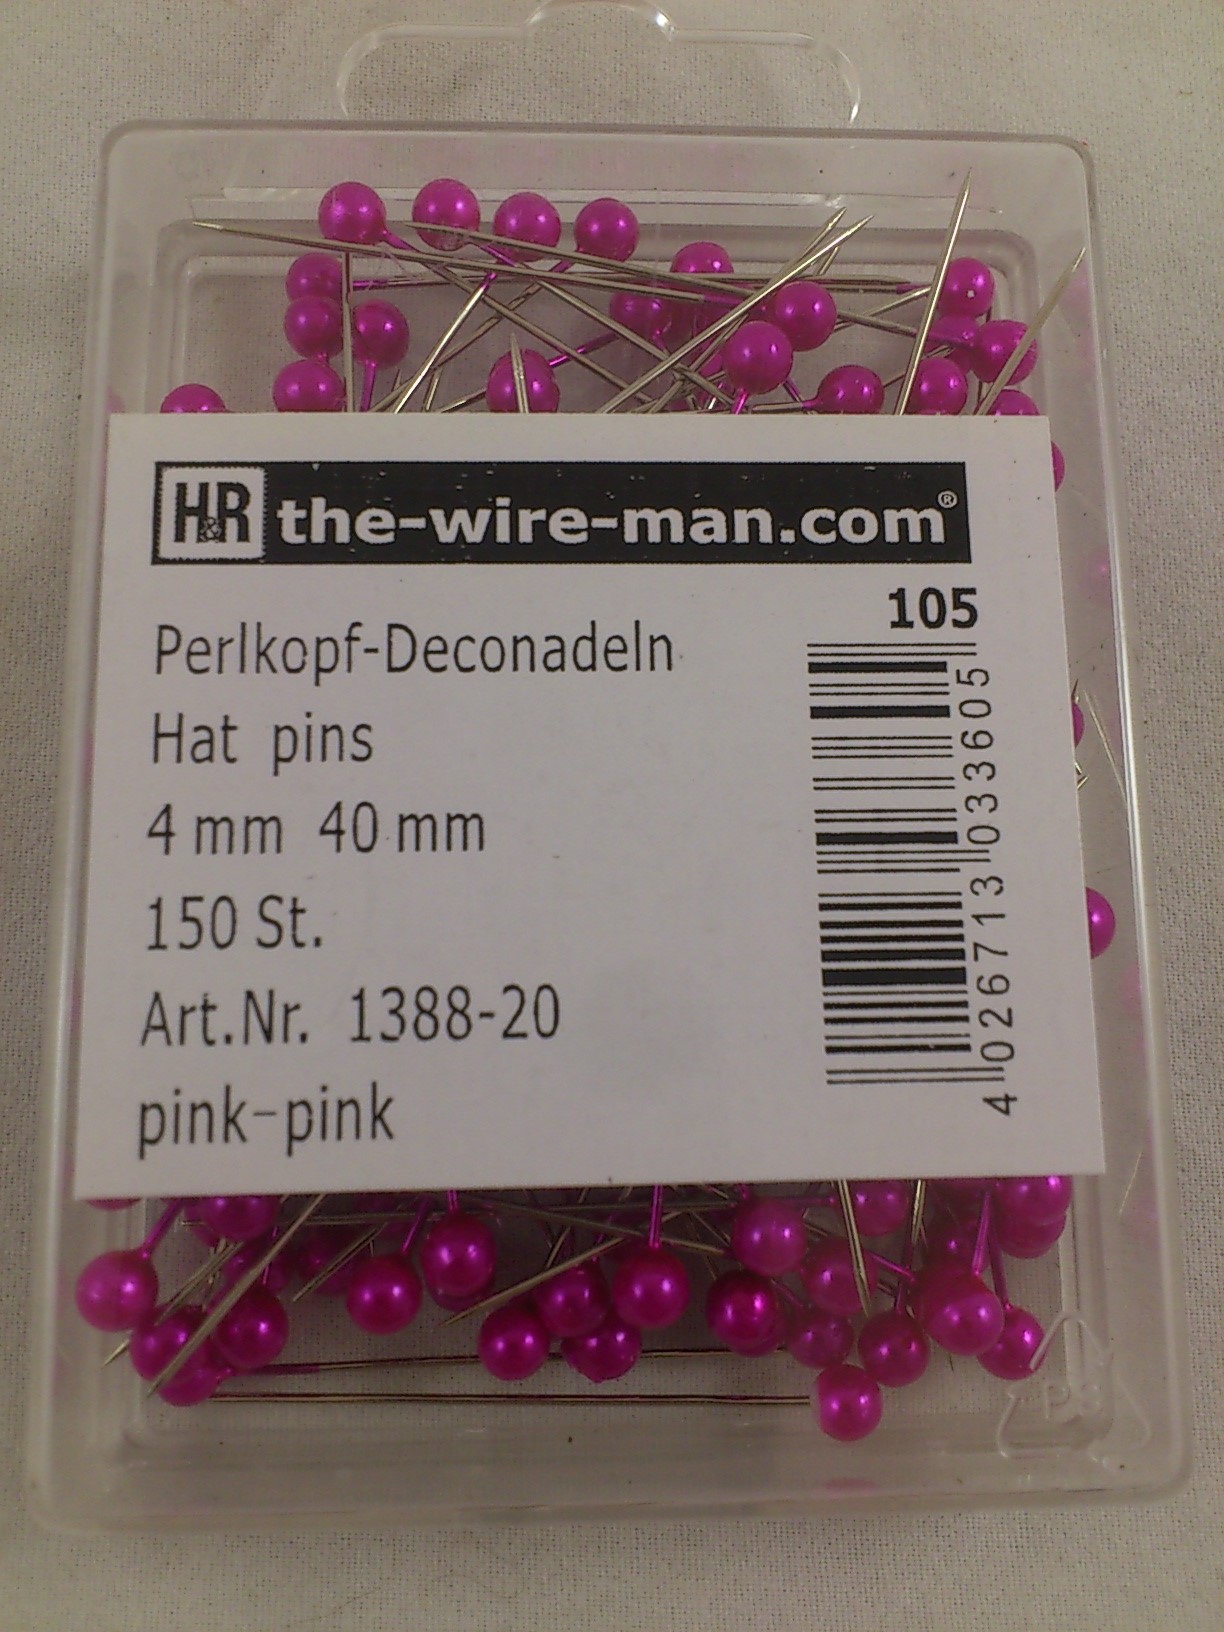 H&R the-wire-man.com®
105
Perlkopf-Deconadeln
Hat pins
4 mm 40 mm
150 St.
Art.Nr. 1388-20
pink-pink
4 026713 033605
PS